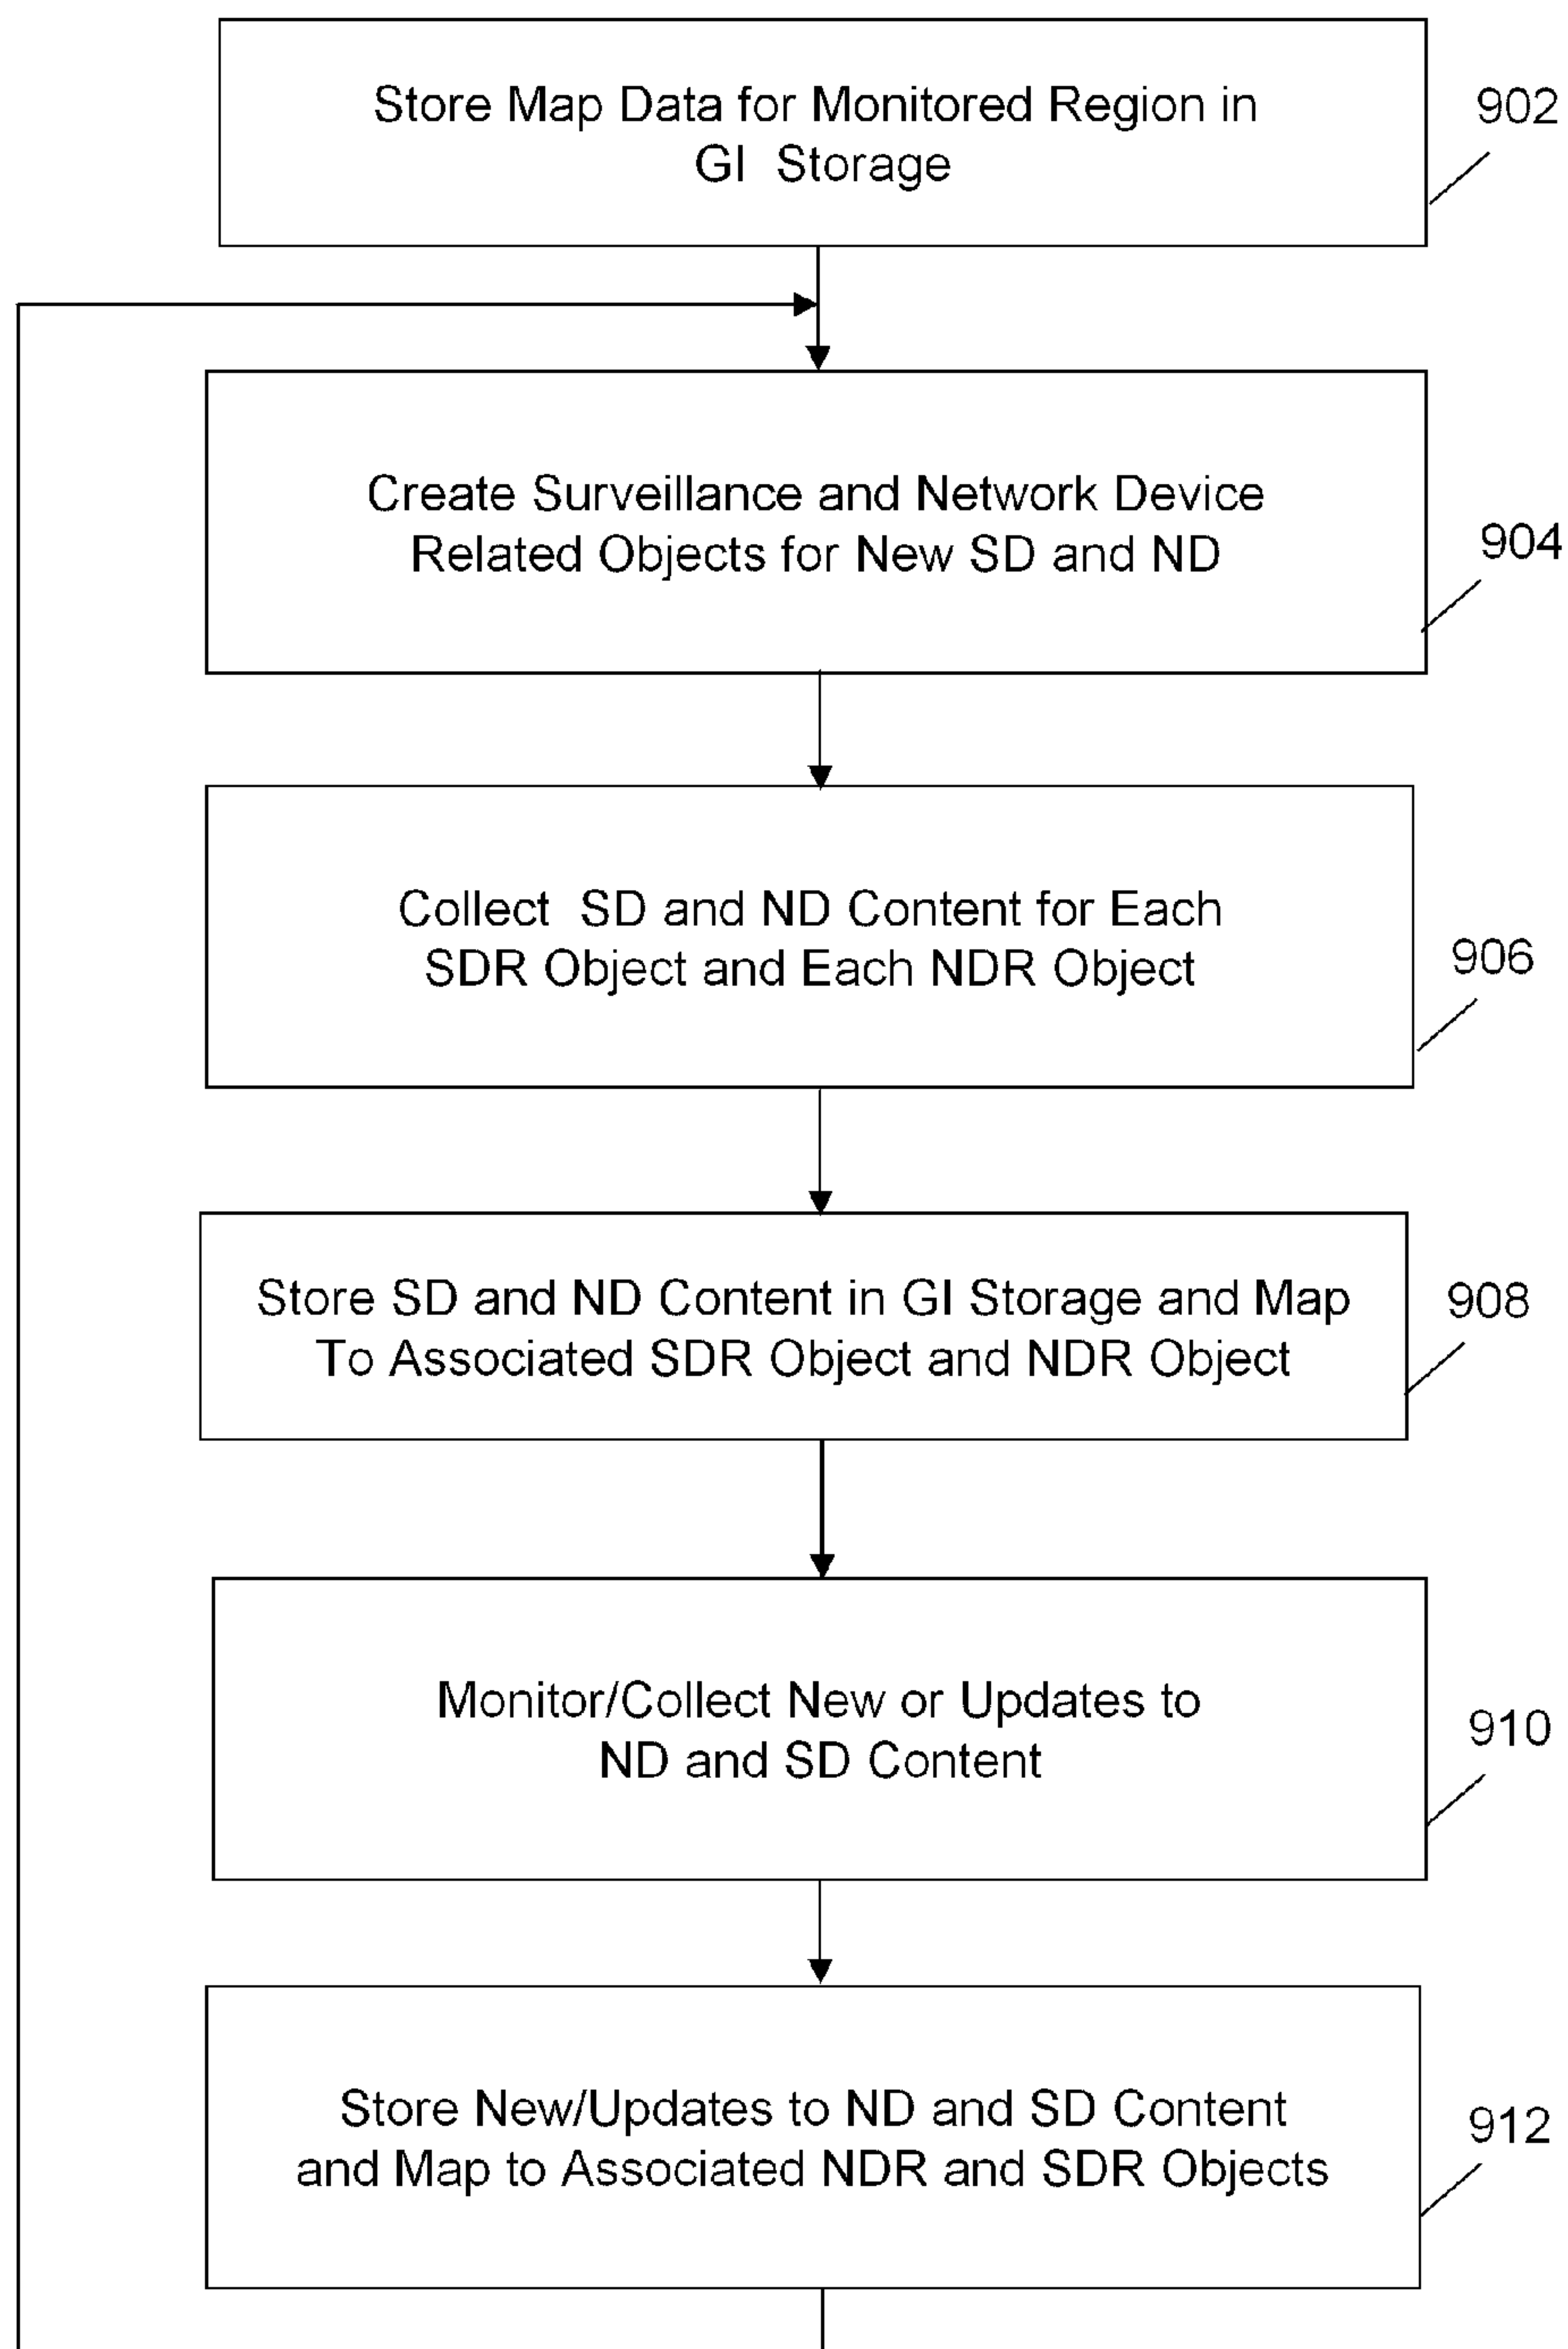 Store Map Data for Monitored Region in
GI Storage
902
Create Surveillance and Network Device
Related Objects for New SD and ND
904
Collect SD and ND Content for Each
SDR Object and Each NDR Object
906
Store SD and ND Content in GI Storage and Map
To Associated SDR Object and NDR Object
908
Monitor/Collect New or Updates to
ND and SD Content
910
Store New/Updates to ND and SD Content
and Map to Associated NDR and SDR Objects
912